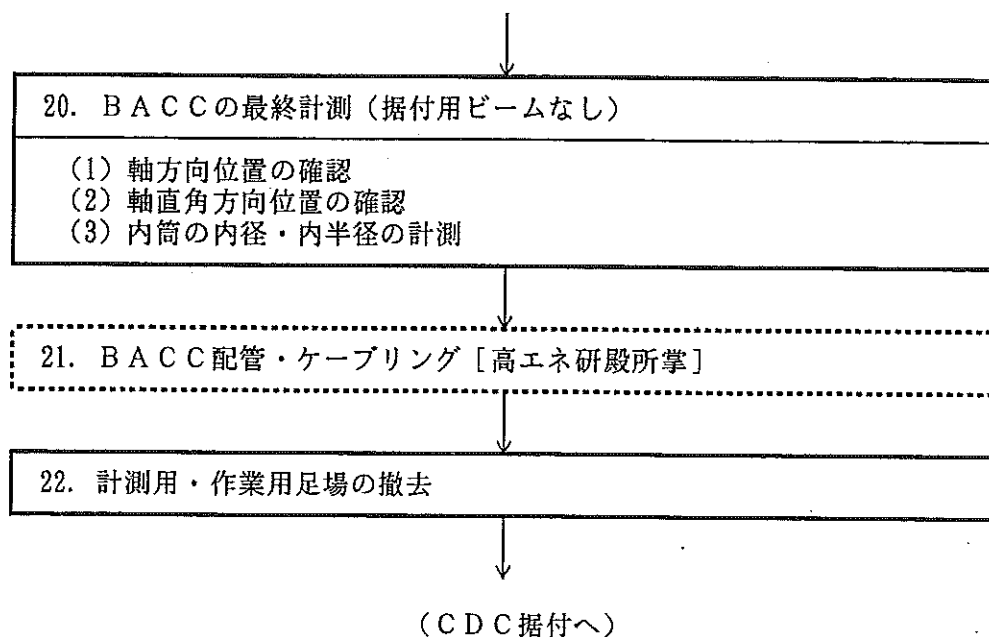 20. BACCの最終計測(据付用ビームなし)
(1) 軸方向位置の確認
(2) 軸直角方向位置の確認
(3) 内筒の内径・内半径の計測
21. BACC配管・ケーブリング [高エネ研殿所掌]
22. 計測用・作業用足場の撤去
(CDC据付へ)